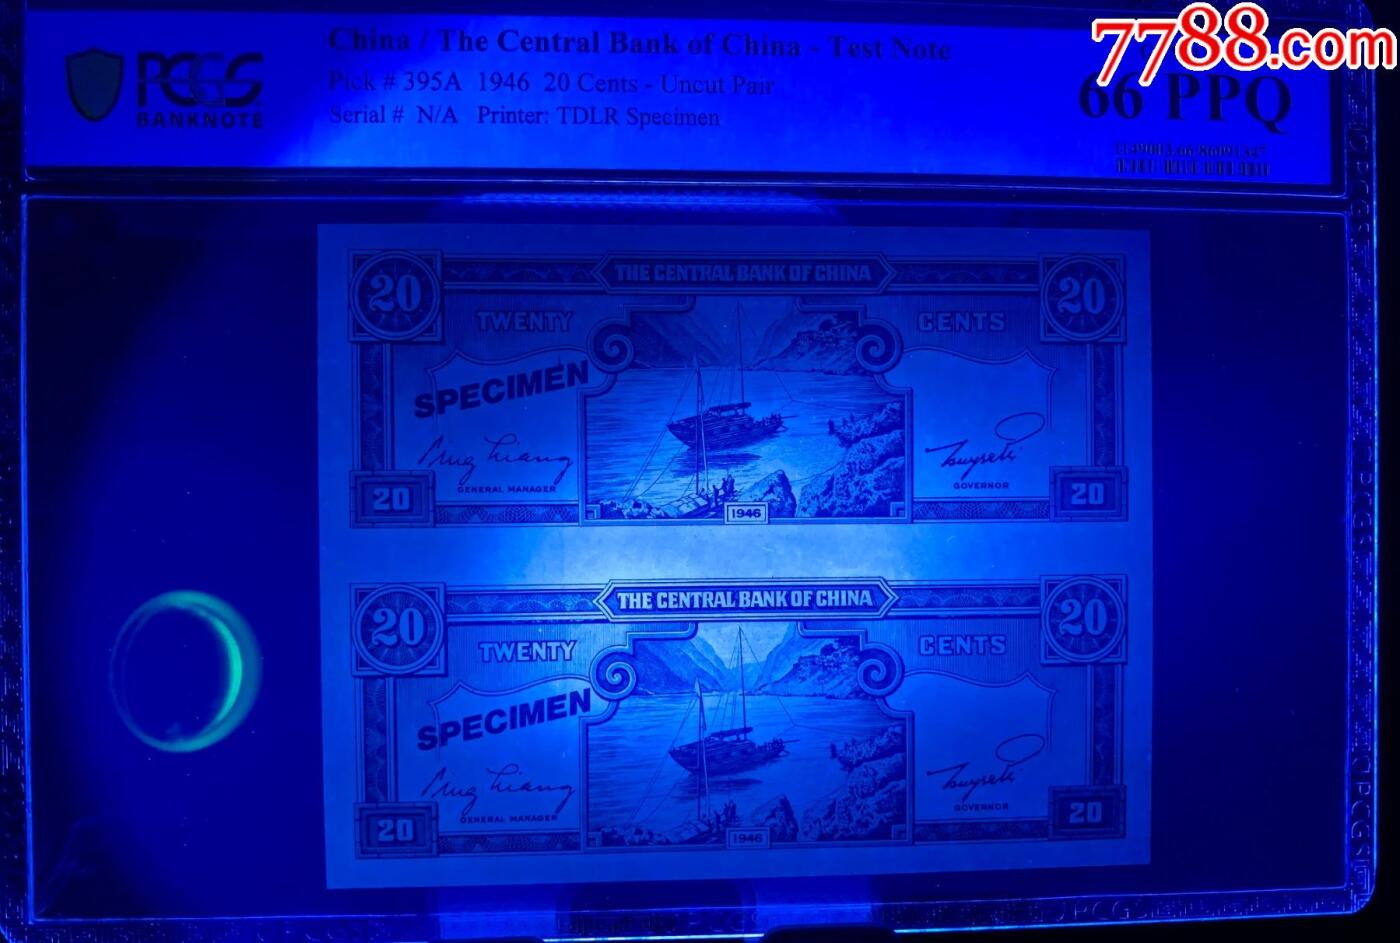 7788.com
China / The Central Bank of China - Test Note
Pick # 395A 1946 20 Cents - Uncut Pair
Serial # N/A Printer: TDLR Specimen
PCGS
BANKNOTE
66 PPQ
20
THE CENTRAL BANK OF CHINA
20
TWENTY
CENTS
SPECIMEN
GENERAL MANAGER
GOVERNOR
20
1946
20
20
THE CENTRAL BANK OF CHINA
20
TWENTY
CENTS
SPECIMEN
GENERAL MANAGER
GOVERNOR
20
1946
20